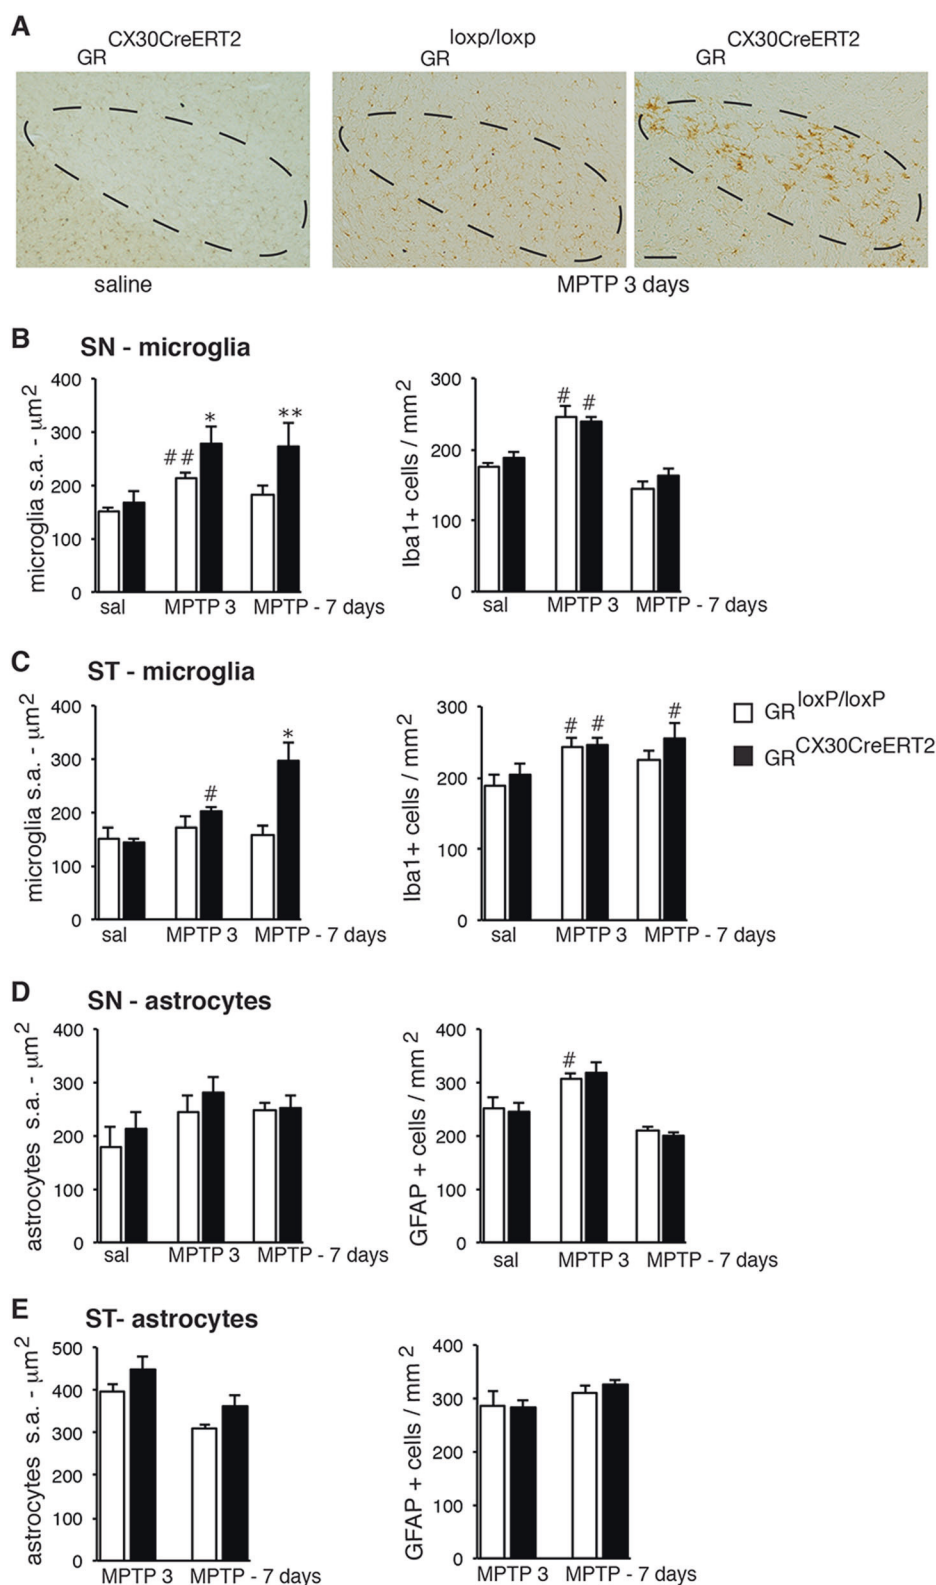 A
GR CX30CreERT2
GR loxp/loxp
GR CX30CreERT2
saline
MPTP 3 days
B
SN - microglia
microglia s.a. - μm2
400
300
200
100
0
## * **
sal MPTP 3 MPTP - 7 days
Iba1+ cells / mm2
300
200
100
0
# #
sal MPTP 3 MPTP - 7 days
C
ST - microglia
microglia s.a. - μm2
400
300
200
100
0
# *
sal MPTP 3 MPTP - 7 days
Iba1+ cells / mm2
300
200
100
0
# # #
sal MPTP 3 MPTP - 7 days
GR loxP/loxP
GR CX30CreERT2
D
SN - astrocytes
astrocytes s.a. - μm2
400
300
200
100
0
sal MPTP 3 MPTP - 7 days
GFAP + cells / mm2
400
300
200
100
0
#
sal MPTP 3 MPTP - 7 days
E
ST- astrocytes
astrocytes s.a. - μm2
500
400
300
200
100
0
MPTP 3 MPTP - 7 days
GFAP + cells / mm2
400
300
200
100
0
MPTP 3 MPTP - 7 days